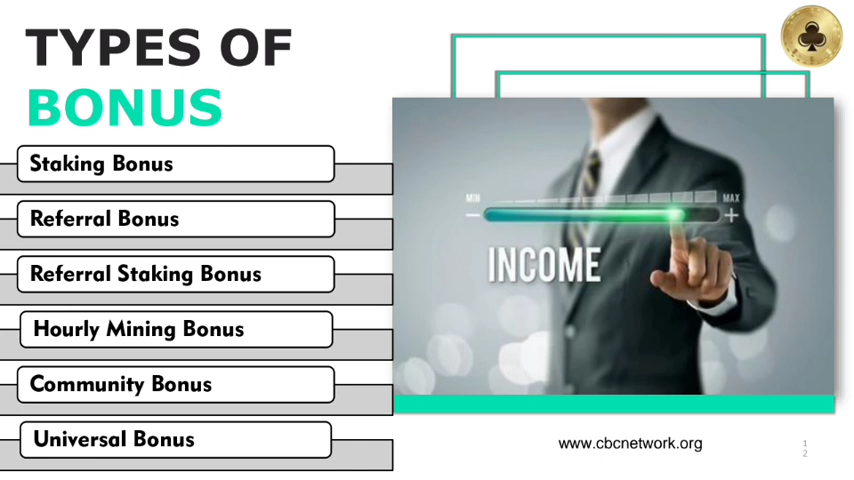 TYPES OF
BONUS
Staking Bonus
Referral Bonus
Referral Staking Bonus
Hourly Mining Bonus
Community Bonus
Universal Bonus
MIN
MAX
INCOME
www.cbcnetwork.org
1
2